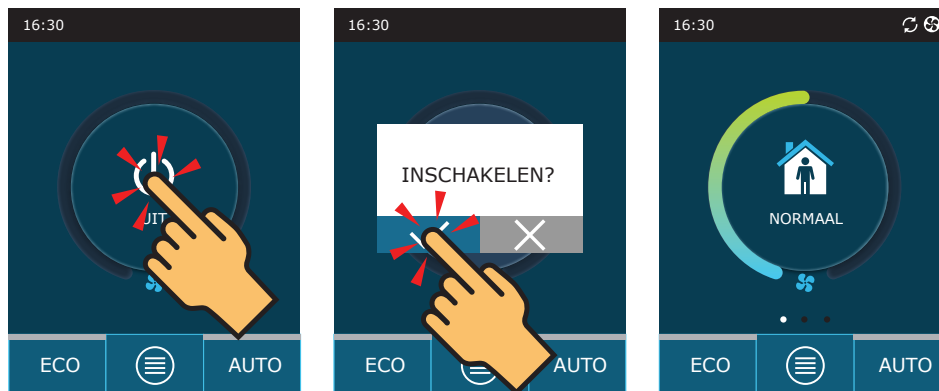 16:30
UIT
ECO
AUTO
16:30
INSCHAKELEN?
ECO
AUTO
16:30
NORMAAL
ECO
AUTO